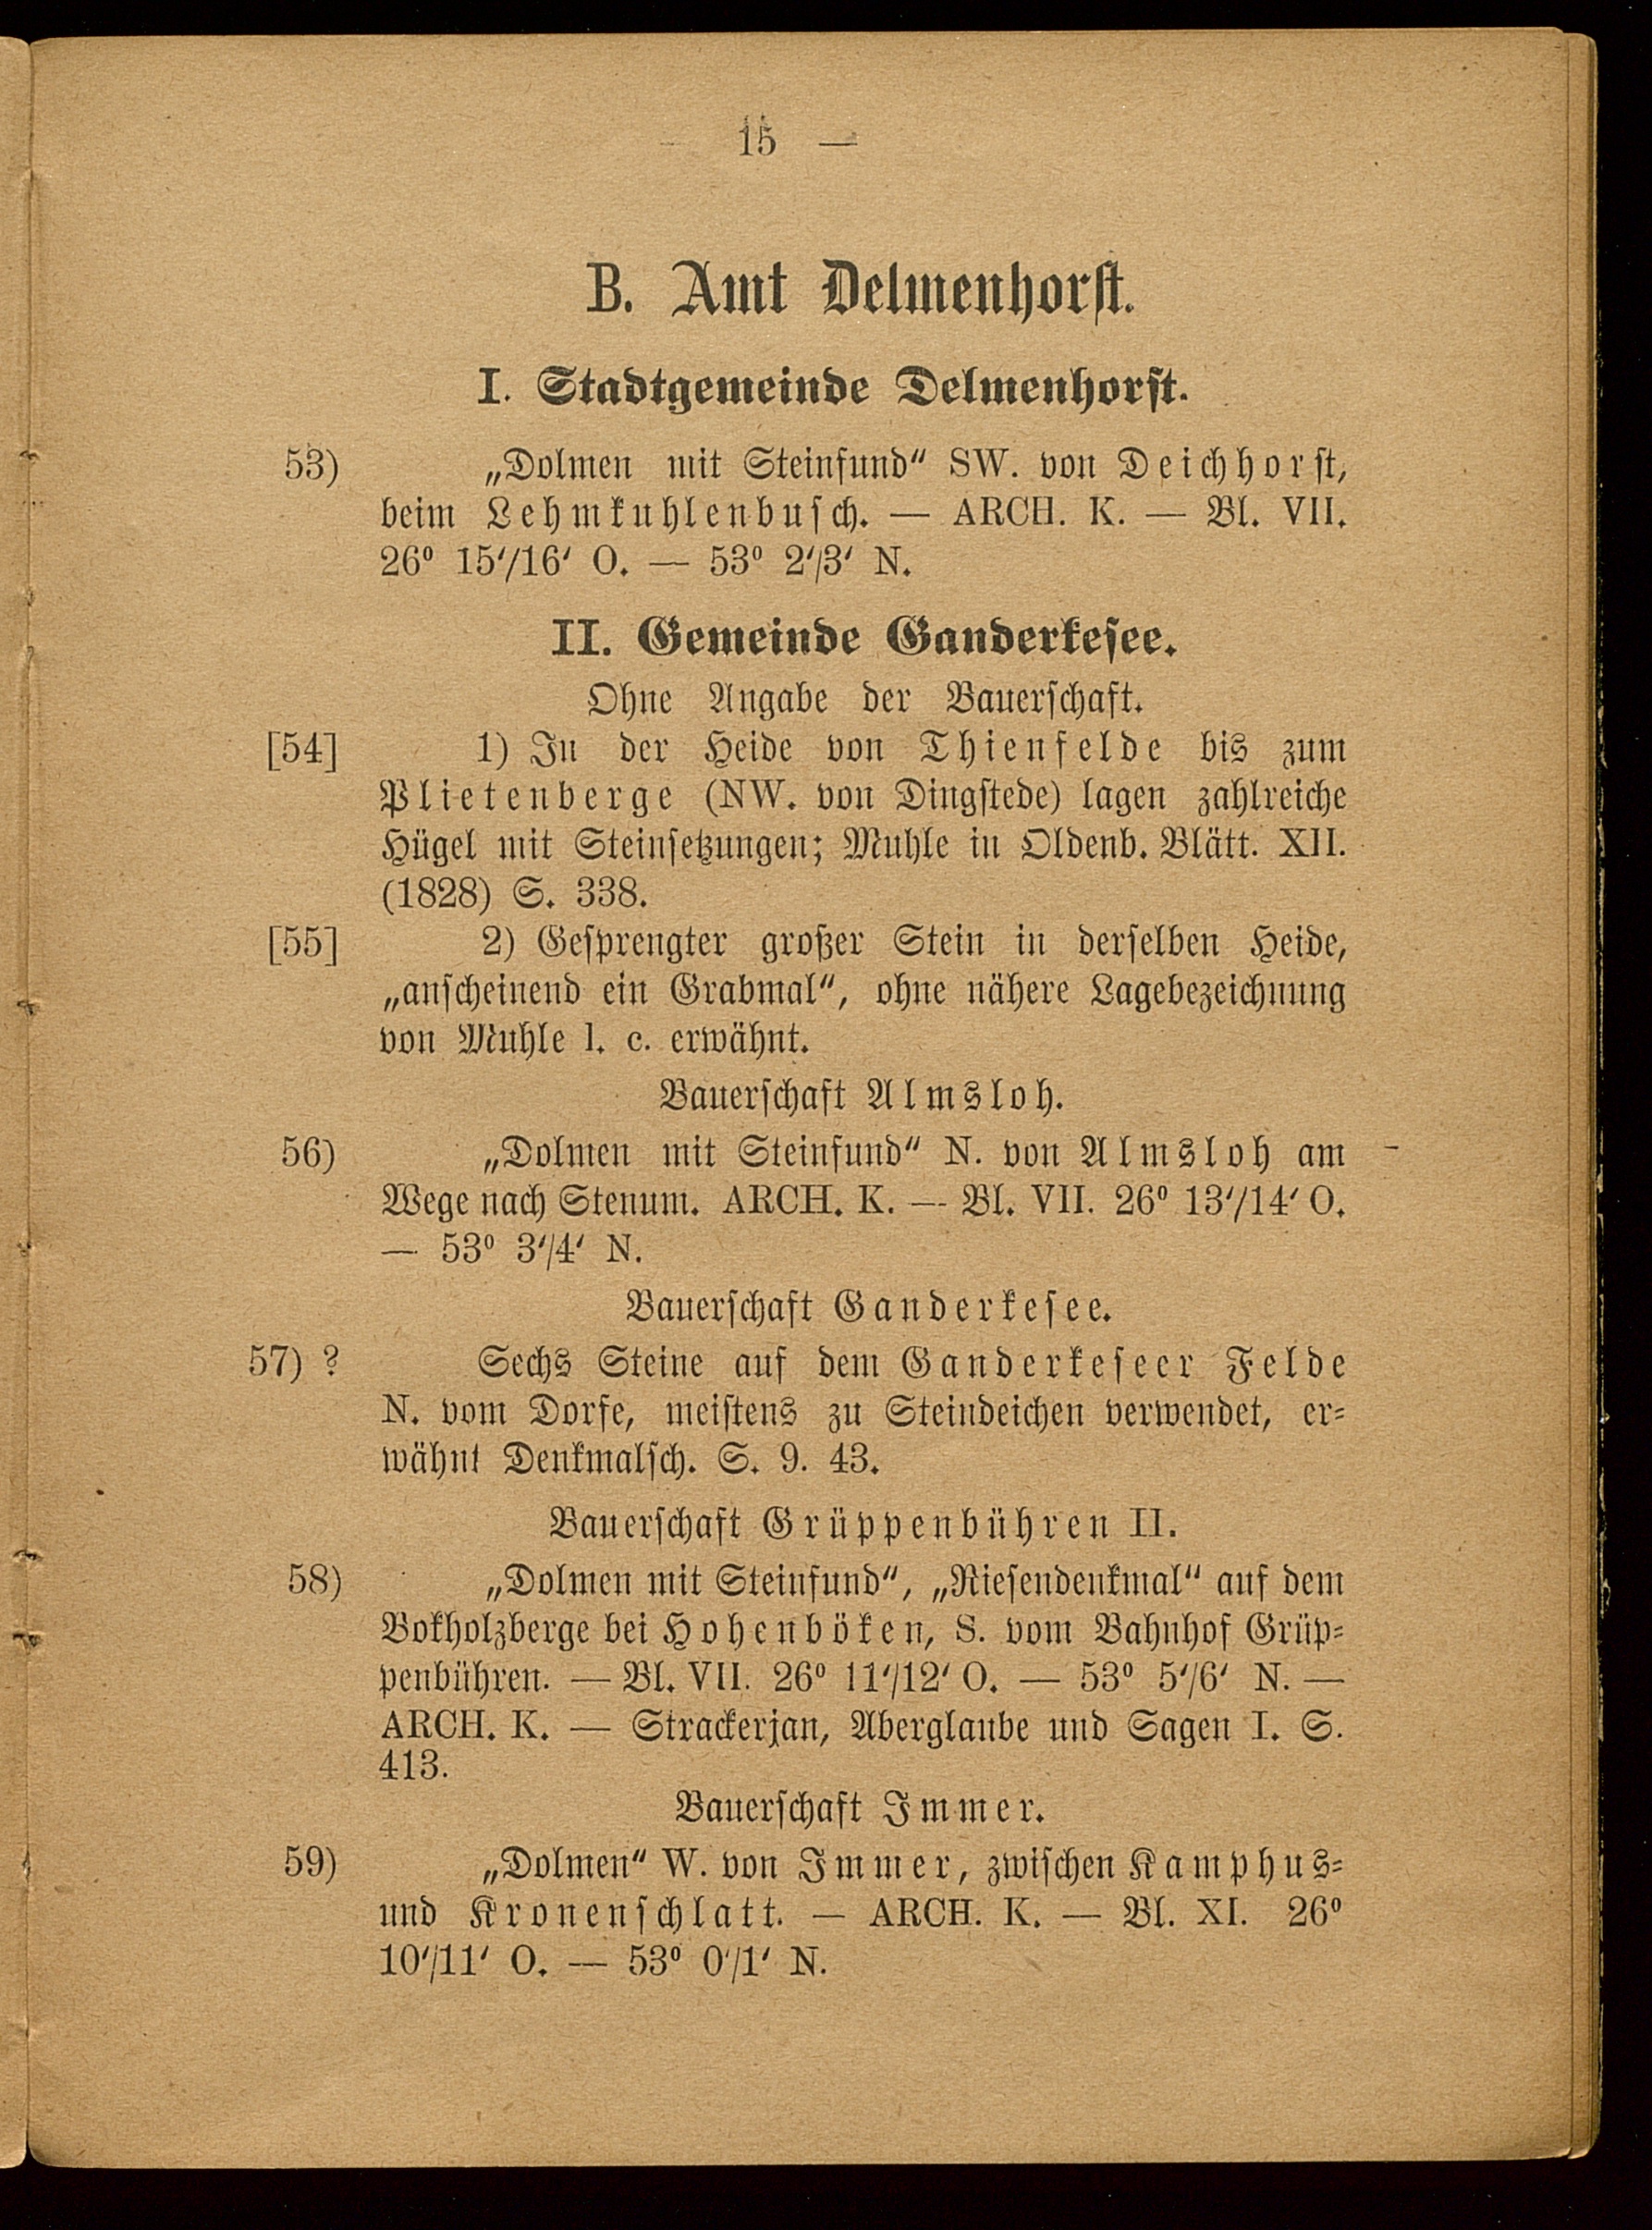 15 —
B. Amt Delmenhorst.
I. Stadtgemeinde Delmenhorst.
53) „Dolmen mit Steinfund“ SW. von Deichhorst,
beim Lehmkuhlenbusch. — ARCH. K. — Bl. VII.
26⁰ 15′/16′ O. — 53⁰ 2′/3′ N.
II. Gemeinde Ganderkesee.
Ohne Angabe der Bauerschaft.
[54] 1) In der Heide von Thienfelde bis zum
Plietenberge (NW. von Dingstede) lagen zahlreiche
Hügel mit Steinsetzungen; Muhle in Oldenb. Blätt. XII.
(1828) S. 338.
[55] 2) Gesprengter großer Stein in derselben Heide,
„anscheinend ein Grabmal“, ohne nähere Lagebezeichnung
von Muhle l. c. erwähnt.
Bauerschaft Almsloh.
56) „Dolmen mit Steinfund“ N. von Almsloh am
Wege nach Stenum. ARCH. K. — Bl. VII. 26⁰ 13′/14′ O.
— 53⁰ 3′/4′ N.
Bauerschaft Ganderkesee.
57) ? Sechs Steine auf dem Ganderkeseer Felde
N. vom Dorfe, meistens zu Steindeichen verwendet, er-
wähnt Denkmalsch. S. 9. 43.
Bauerschaft Grüppenbühren II.
58) „Dolmen mit Steinfund“, „Riesendenkmal“ auf dem
Bokholzberge bei Hohenböken, S. vom Bahnhof Grüp-
penbühren. — Bl. VII. 26⁰ 11′/12′ O. — 53⁰ 5′/6′ N. —
ARCH. K. — Strackerjan, Aberglaube und Sagen I. S.
413.
Bauerschaft Immer.
59) „Dolmen“ W. von Immer, zwischen Kamphus-
und Kronenschlatt. — ARCH. K. — Bl. XI. 26⁰
10′/11′ O. — 53⁰ 0′/1′ N.